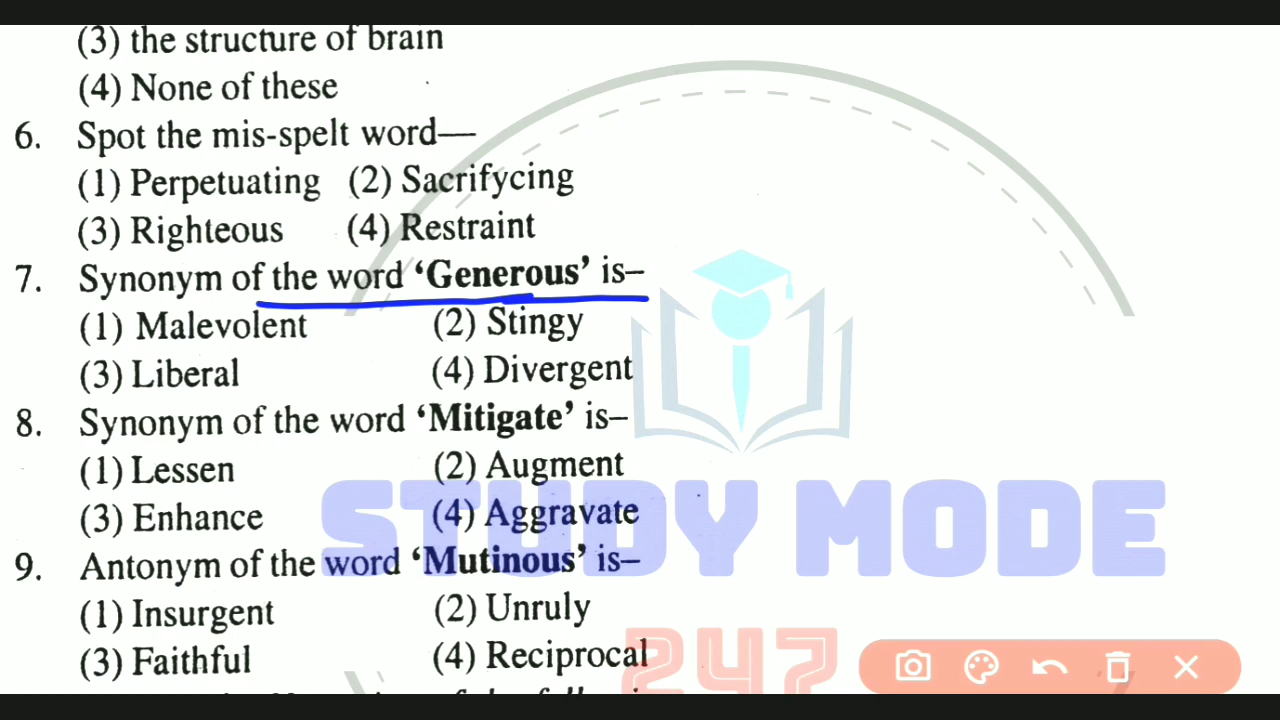 (3) the structure of brain
(4) None of these
6. Spot the mis-spelt word—
(1) Perpetuating (2) Sacrifycing
(3) Righteous (4) Restraint
7. Synonym of the word ‘Generous’ is–
(1) Malevolent (2) Stingy
(3) Liberal (4) Divergent
8. Synonym of the word ‘Mitigate’ is–
(1) Lessen (2) Augment
(3) Enhance (4) Aggravate
9. Antonym of the word ‘Mutinous’ is–
(1) Insurgent (2) Unruly
(3) Faithful (4) Reciprocal
STUDY MODE
247